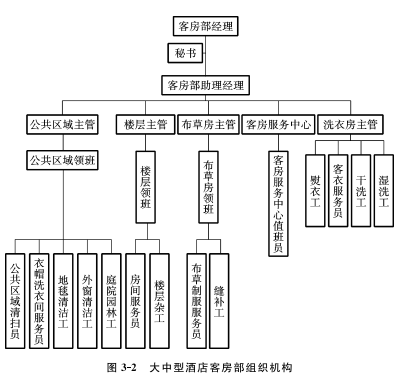 客房部经理
秘书
客房部助理经理
公共区域主管
楼层主管
布草房主管
客房服务中心
洗衣房主管
公共区域领班
楼层领班
布草房领班
客房服务中心值班员
熨衣工
客衣服务员
干洗工
湿洗工
公共区域清扫员
衣帽洗衣间服务员
地毯清洁工
外窗清洁工
庭院园林工
房间服务员
楼层杂工
布草制服服务员
缝补工
图 3-2 大中型酒店客房部组织机构